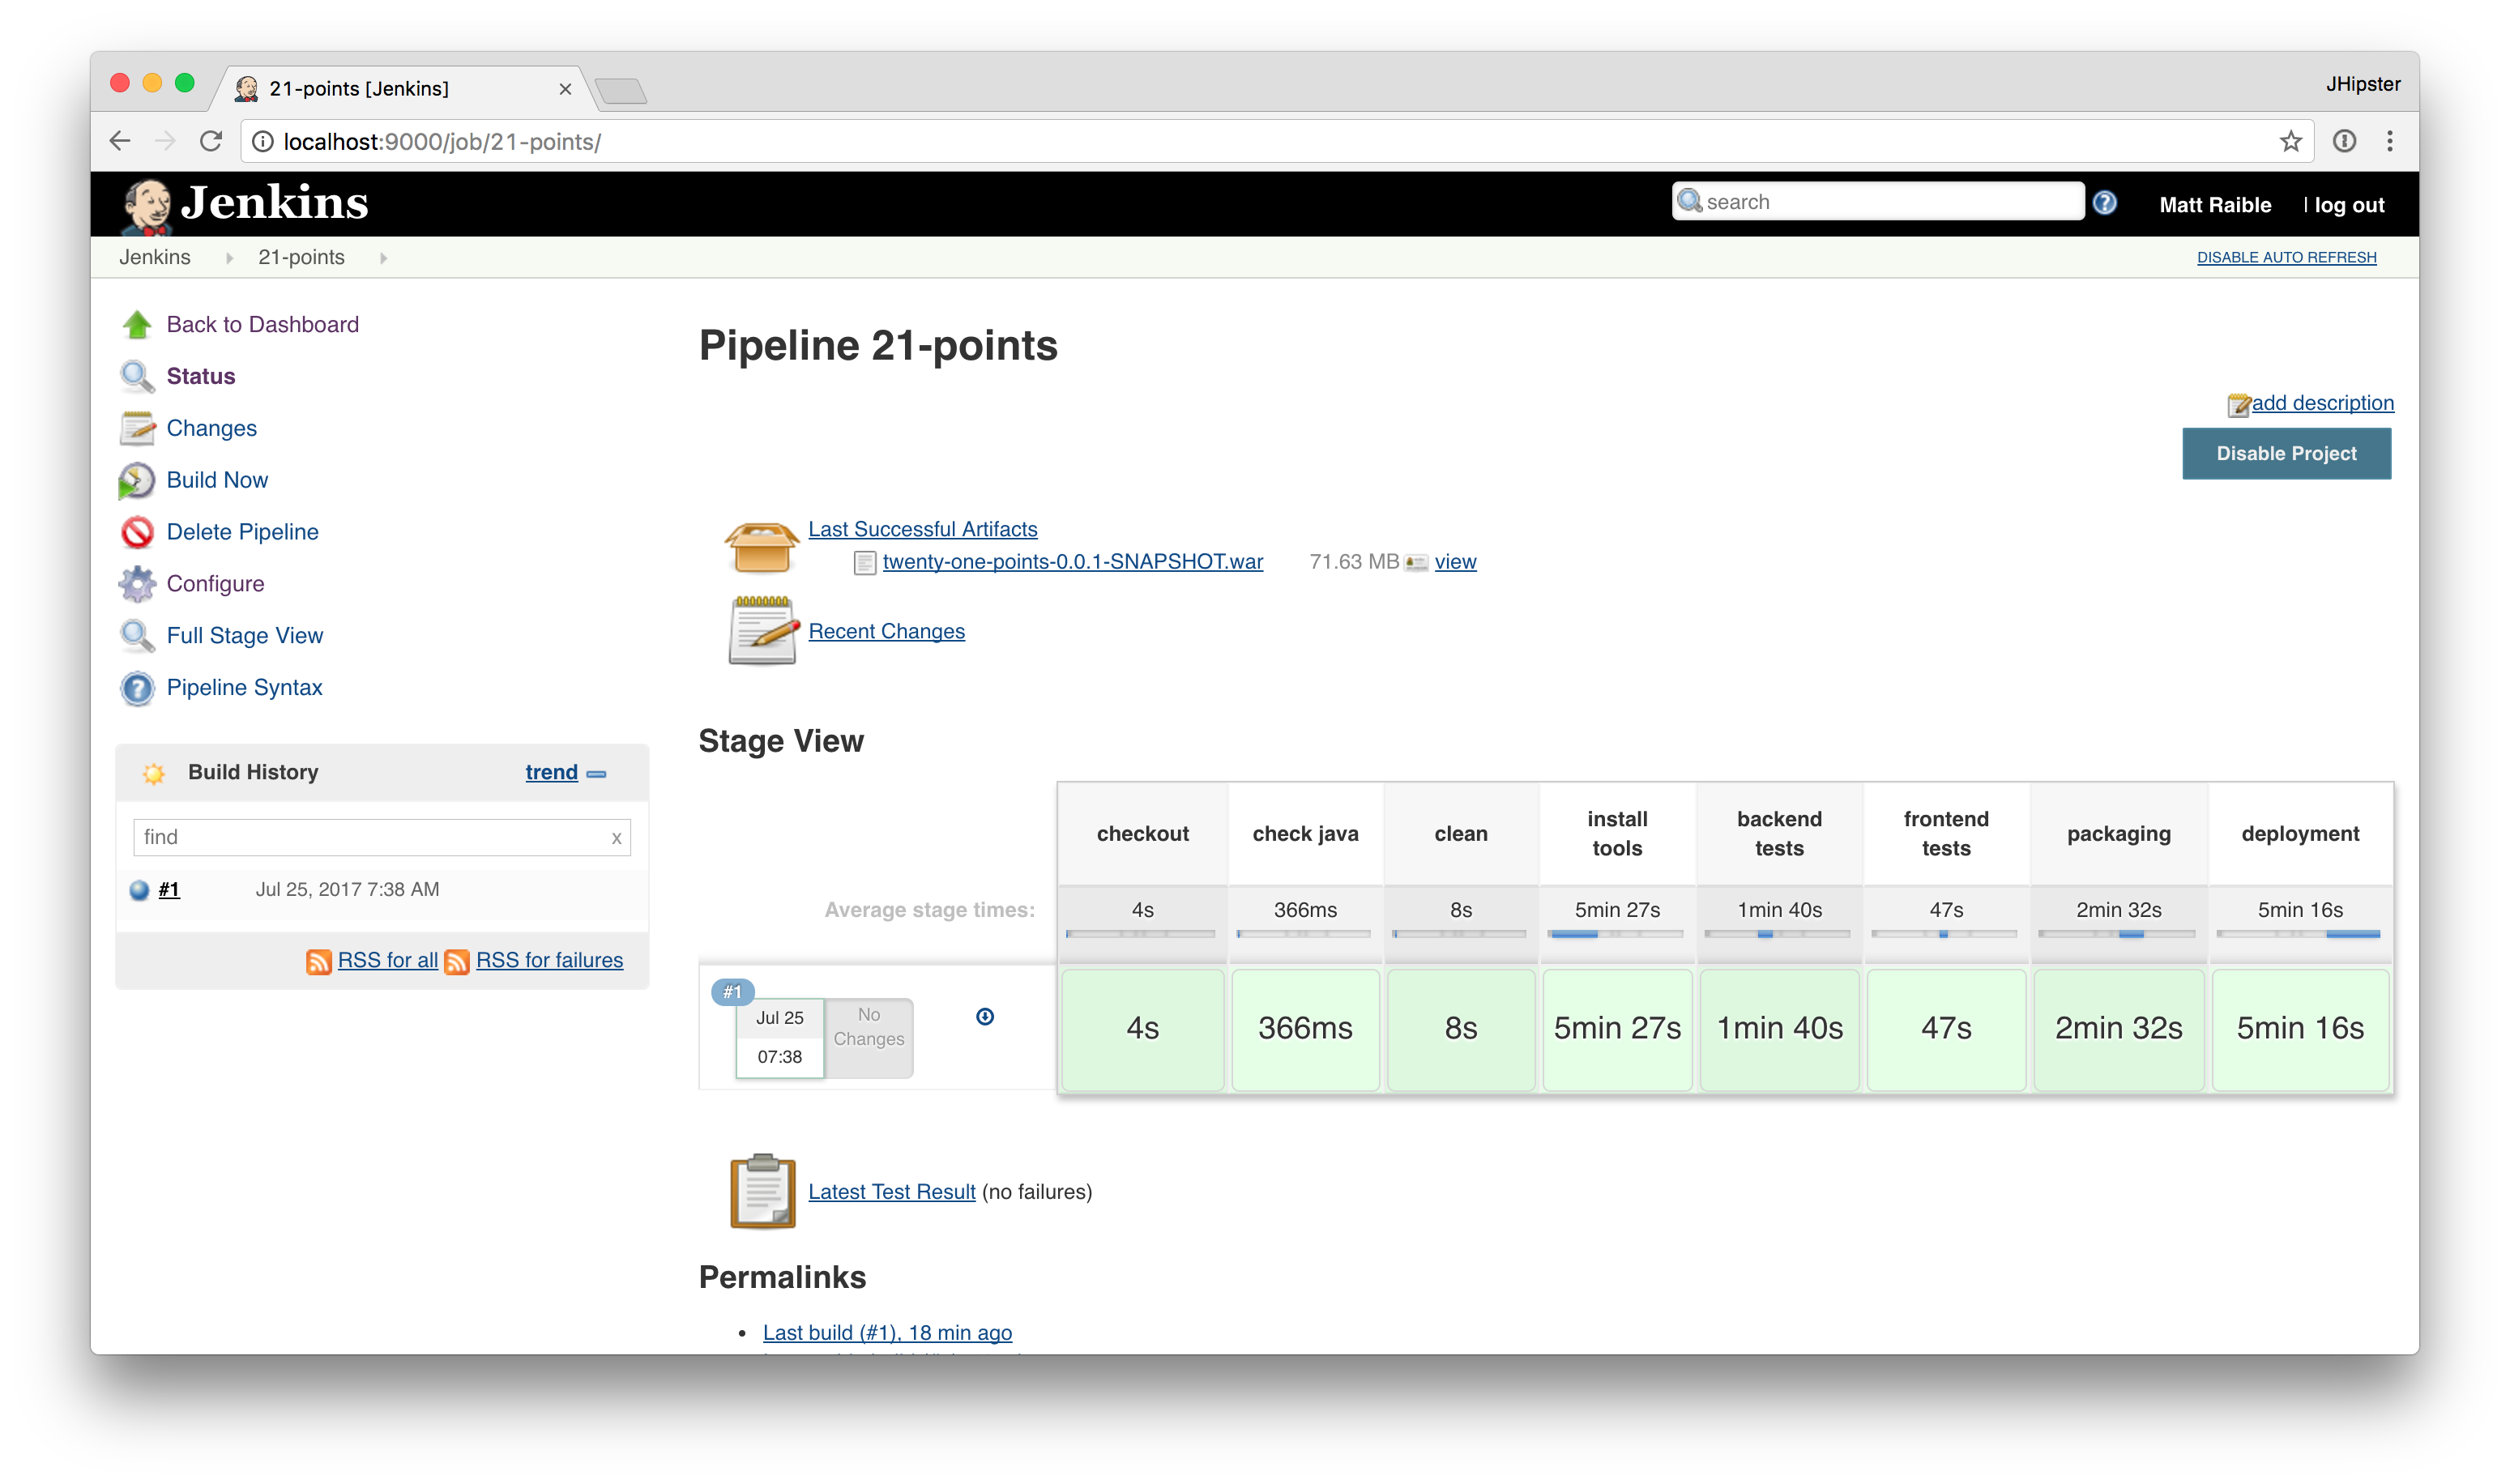 21-points [Jenkins]
JHipster
localhost:9000/job/21-points/
Jenkins
search
Matt Raible
| log out
Jenkins
21-points
DISABLE AUTO REFRESH
Back to Dashboard
Status
Changes
Build Now
Delete Pipeline
Configure
Full Stage View
Pipeline Syntax
Build History
trend
find
x
#1
Jul 25, 2017 7:38 AM
RSS for all
RSS for failures
Pipeline 21-points
add description
Disable Project
Last Successful Artifacts
twenty-one-points-0.0.1-SNAPSHOT.war 71.63 MB view
Recent Changes
Stage View
checkout
check java
clean
install
tools
backend
tests
frontend
tests
packaging
deployment
Average stage times:
4s
366ms
8s
5min 27s
1min 40s
47s
2min 32s
5min 16s
#1
Jul 25
07:38
No
Changes
4s
366ms
8s
5min 27s
1min 40s
47s
2min 32s
5min 16s
Latest Test Result (no failures)
Permalinks
• Last build (#1), 18 min ago